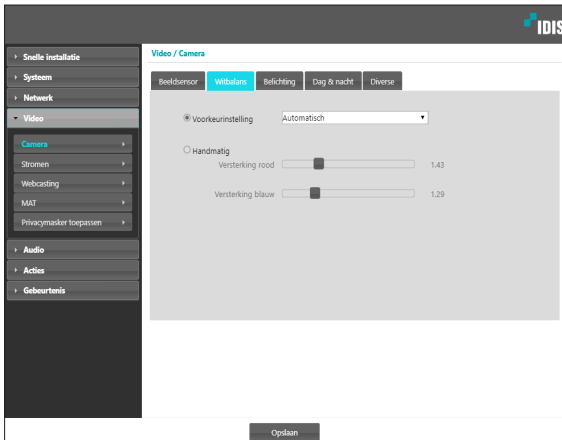 IDIS
Snelle installatie
Systeem
Netwerk
Video
Camera
Stromen
Webcasting
MAT
Privacymasker toepassen
Audio
Acties
Gebeurtenis
Video / Camera
Beeldsensor Witbalans Belichting Dag & nacht Diverse
Voorkeurinstelling Automatisch
Handmatig
Versterking rood 1.43
Versterking blauw 1.29
Opslaan